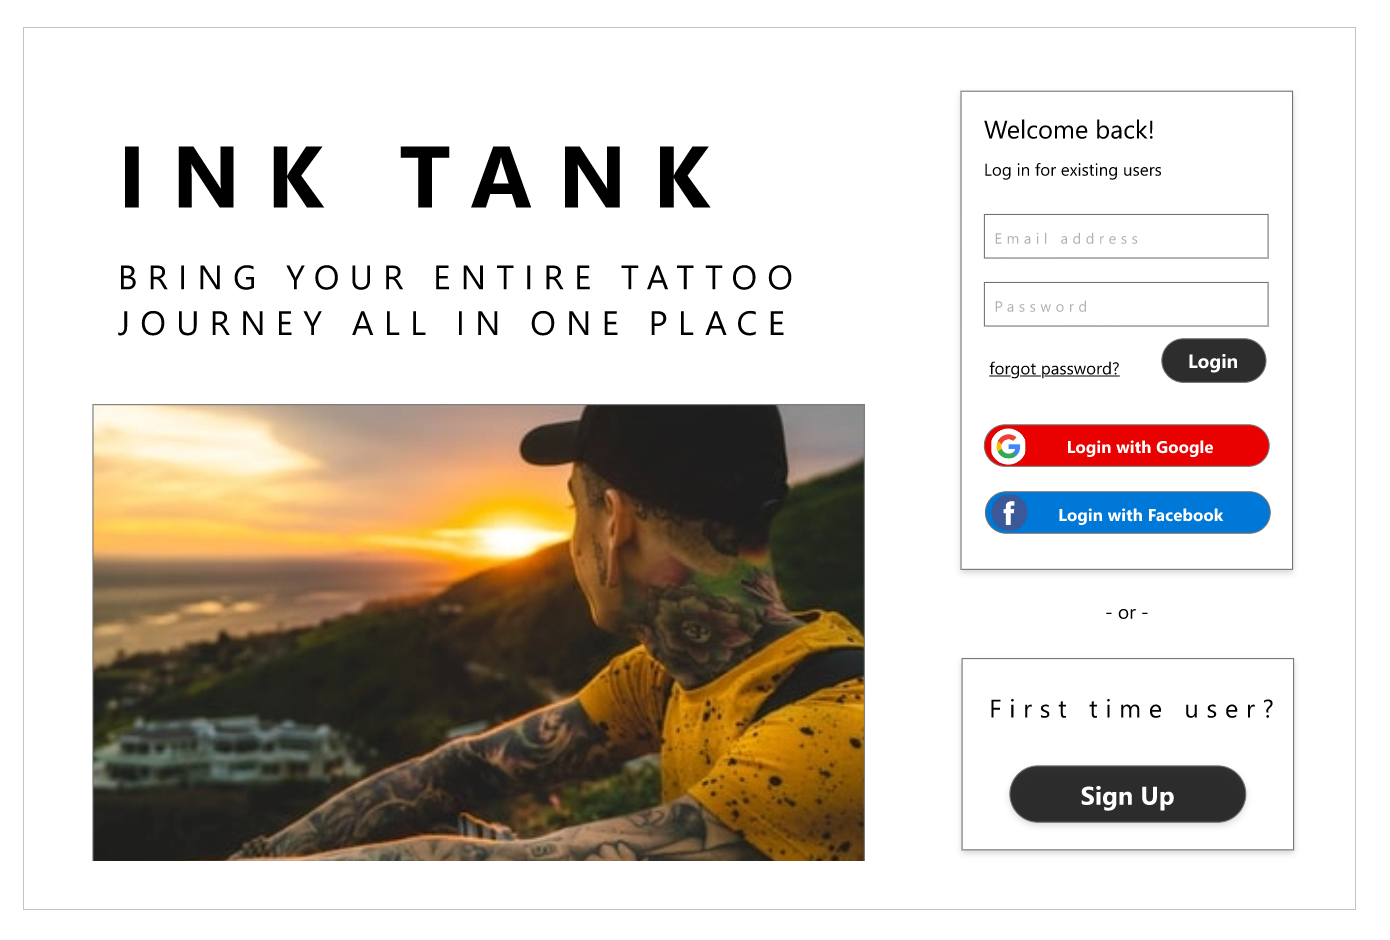 INK TANK
BRING YOUR ENTIRE TATTOO
JOURNEY ALL IN ONE PLACE
Welcome back!
Log in for existing users
Email address
Password
forgot password?
Login
Login with Google
Login with Facebook
- or -
First time user?
Sign Up